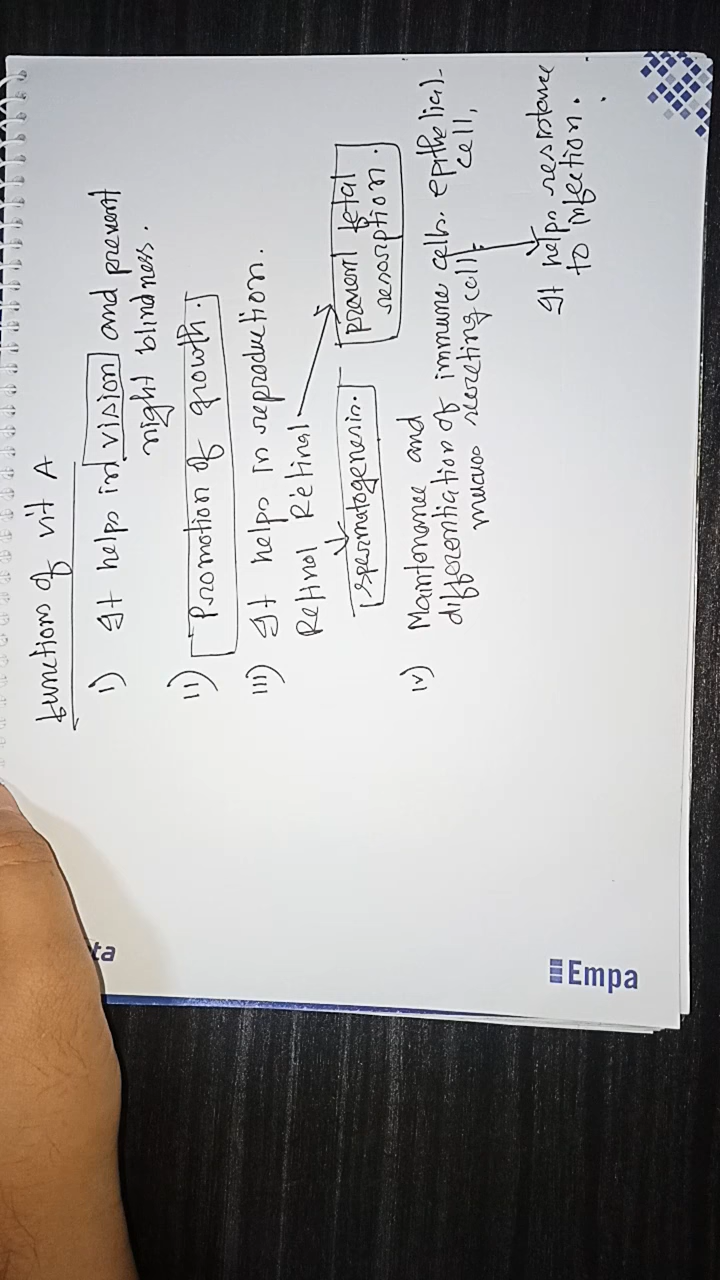 functions of vit A
i) It helps in vision and prevent
night blindness.
ii) Promotion of growth.
iii) It helps in reproduction.
Retinol Retinal
spermatogenesis.
prevent fetal
resorption.
iv) Maintenance and
differentiation of immune cells. epithelial
cell,
mucus secreting cell.
It helps resistance
to infection.
ta
Empa